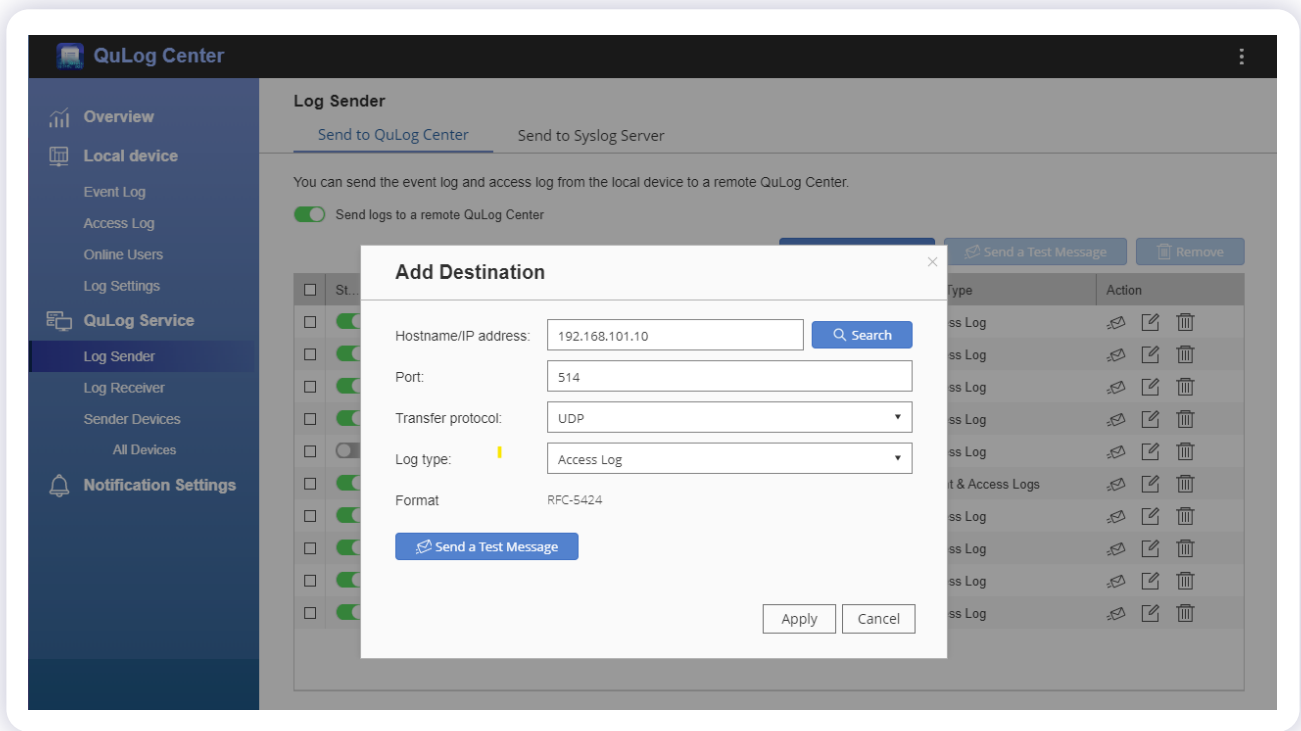 QuLog Center
Overview
Local device
Event Log
Access Log
Online Users
Log Settings
QuLog Service
Log Sender
Log Receiver
Sender Devices
All Devices
Notification Settings
Log Sender
Send to QuLog Center Send to Syslog Server
You can send the event log and access log from the local device to a remote QuLog Center.
Send logs to a remote QuLog Center
Send a Test Message Remove
St... Type Action
ss Log
ss Log
ss Log
ss Log
ss Log
t & Access Logs
ss Log
ss Log
ss Log
ss Log
Add Destination
Hostname/IP address: 192.168.101.10 Search
Port: 514
Transfer protocol: UDP
Log type: Access Log
Format RFC-5424
Send a Test Message
Apply Cancel